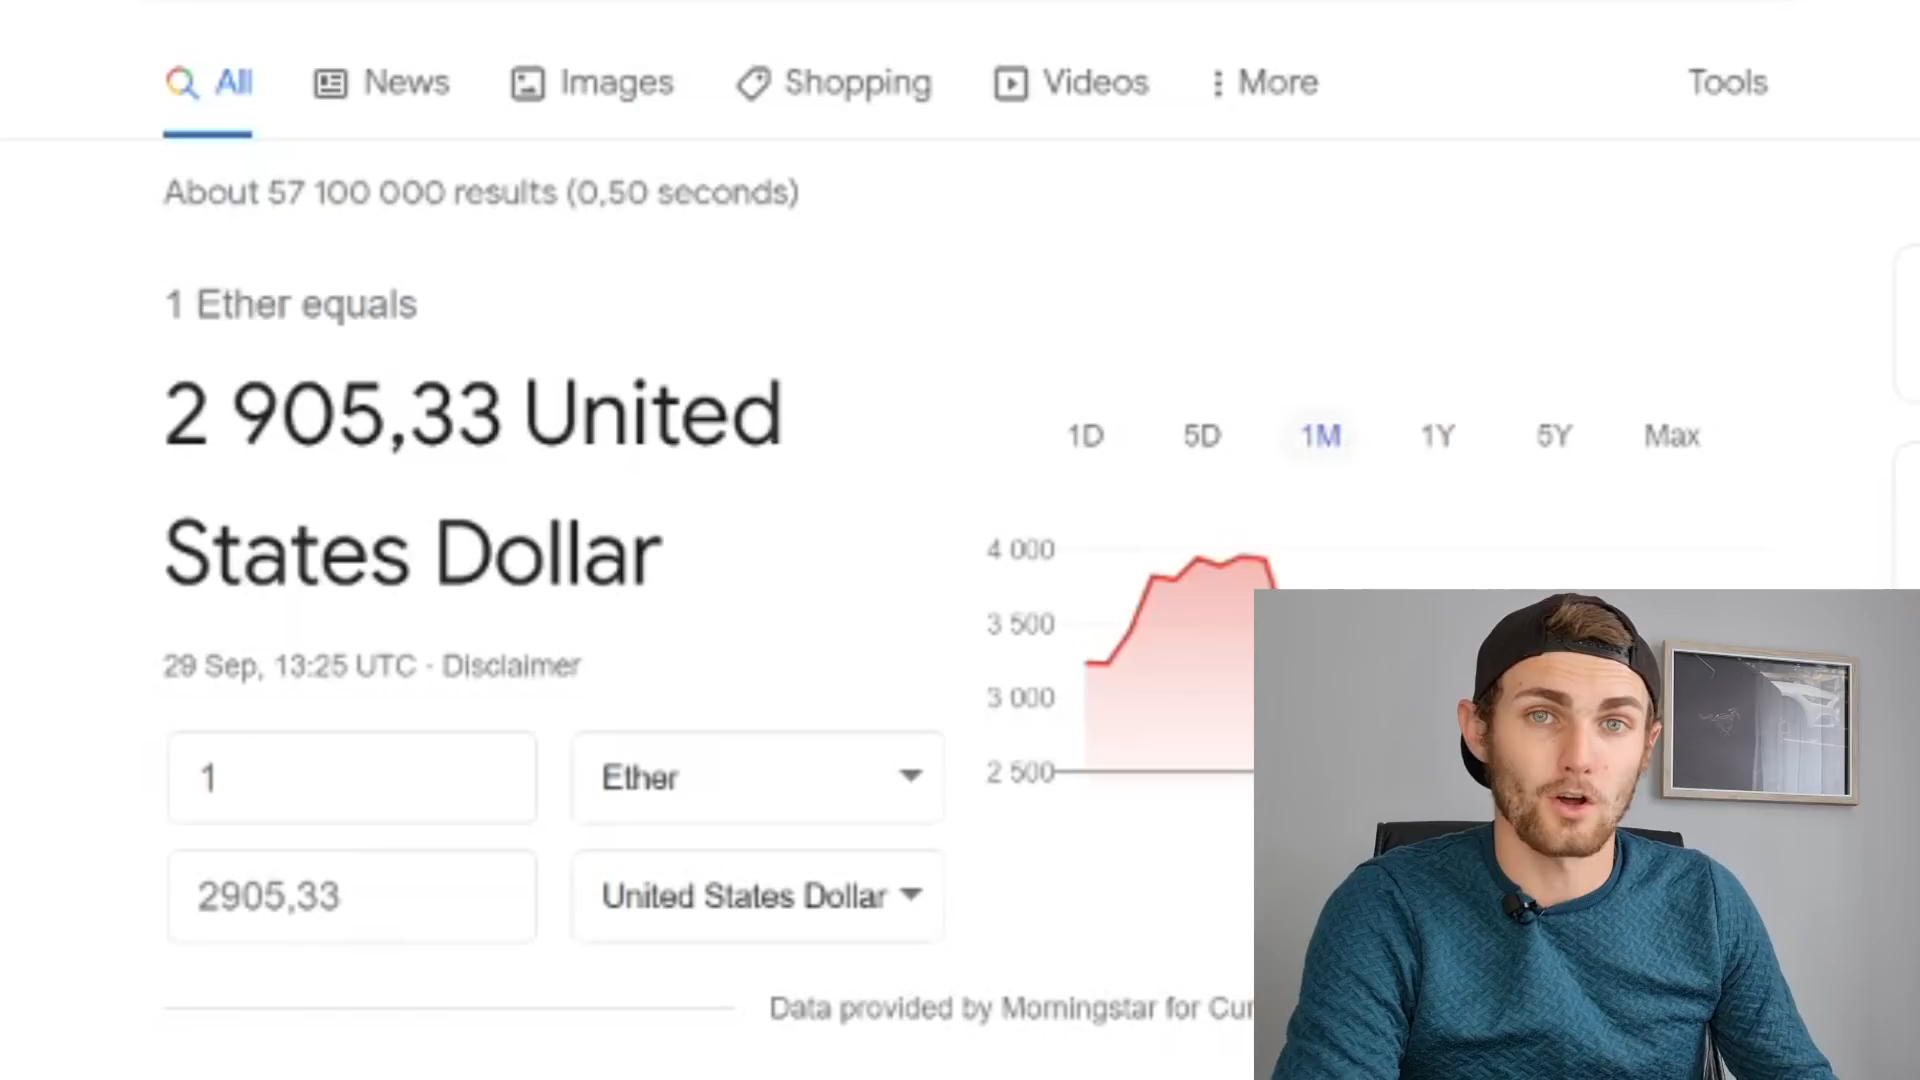 All News Images Shopping Videos More Tools
About 57 100 000 results (0,50 seconds)
1 Ether equals
2 905,33 United
States Dollar
29 Sep, 13:25 UTC · Disclaimer
1 Ether
2905,33 United States Dollar
1D 5D 1M 1Y 5Y Max
4 000
3 500
3 000
2 500
Data provided by Morningstar for Cur